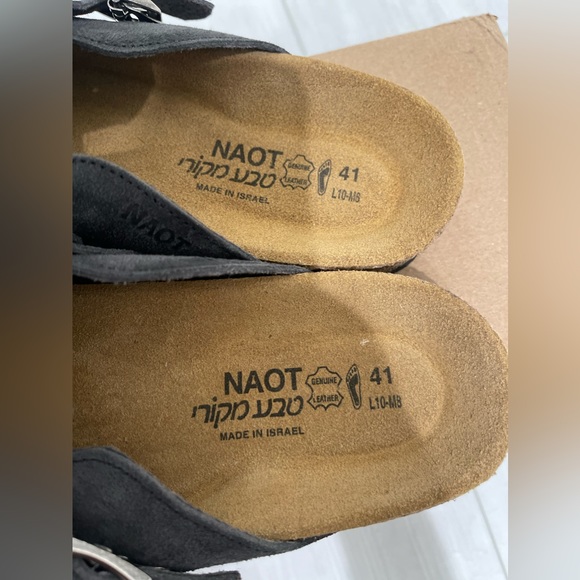 NAOT
טבע מקורי
MADE IN ISRAEL
GENUINE
LEATHER
41
L10-M8
NAOT
NAOT
טבע מקורי
MADE IN ISRAEL
GENUINE
LEATHER
41
L10-M8